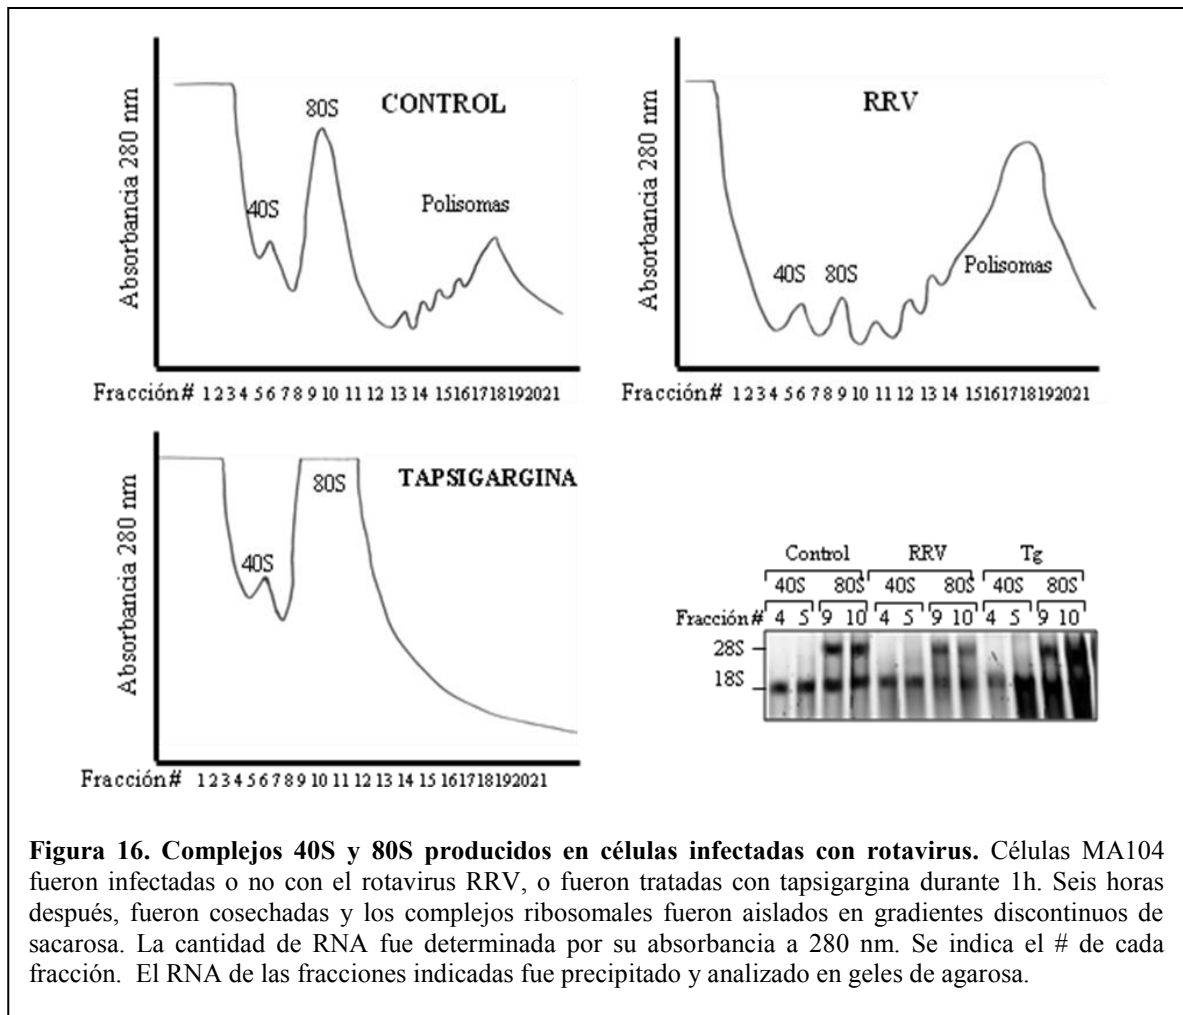 CONTROL
80S
40S
Polisomas
Absorbancia 280 nm
Fracción# 1 2 3 4 5 6 7 8 9 10 11 12 13 14 15 16 17 18 19 20 21
RRV
40S 80S
Polisomas
Absorbancia 280 nm
Fracción# 1 2 3 4 5 6 7 8 9 10 11 12 13 14 15 16 17 18 19 20 21
TAPSIGARGINA
80S
40S
Absorbancia 280 nm
Fracción# 1 2 3 4 5 6 7 8 9 10 11 12 13 14 15 16 17 18 19 20 21
Control RRV Tg
40S 80S 40S 80S 40S 80S
Fracción# 4 5 9 10 4 5 9 10 4 5 9 10
28S
18S
Figura 16. Complejos 40S y 80S producidos en células infectadas con rotavirus. Células MA104
fueron infectadas o no con el rotavirus RRV, o fueron tratadas con tapsigargina durante 1h. Seis horas
después, fueron cosechadas y los complejos ribosomales fueron aislados en gradientes discontinuos de
sacarosa. La cantidad de RNA fue determinada por su absorbancia a 280 nm. Se indica el # de cada
fracción. El RNA de las fracciones indicadas fue precipitado y analizado en geles de agarosa.